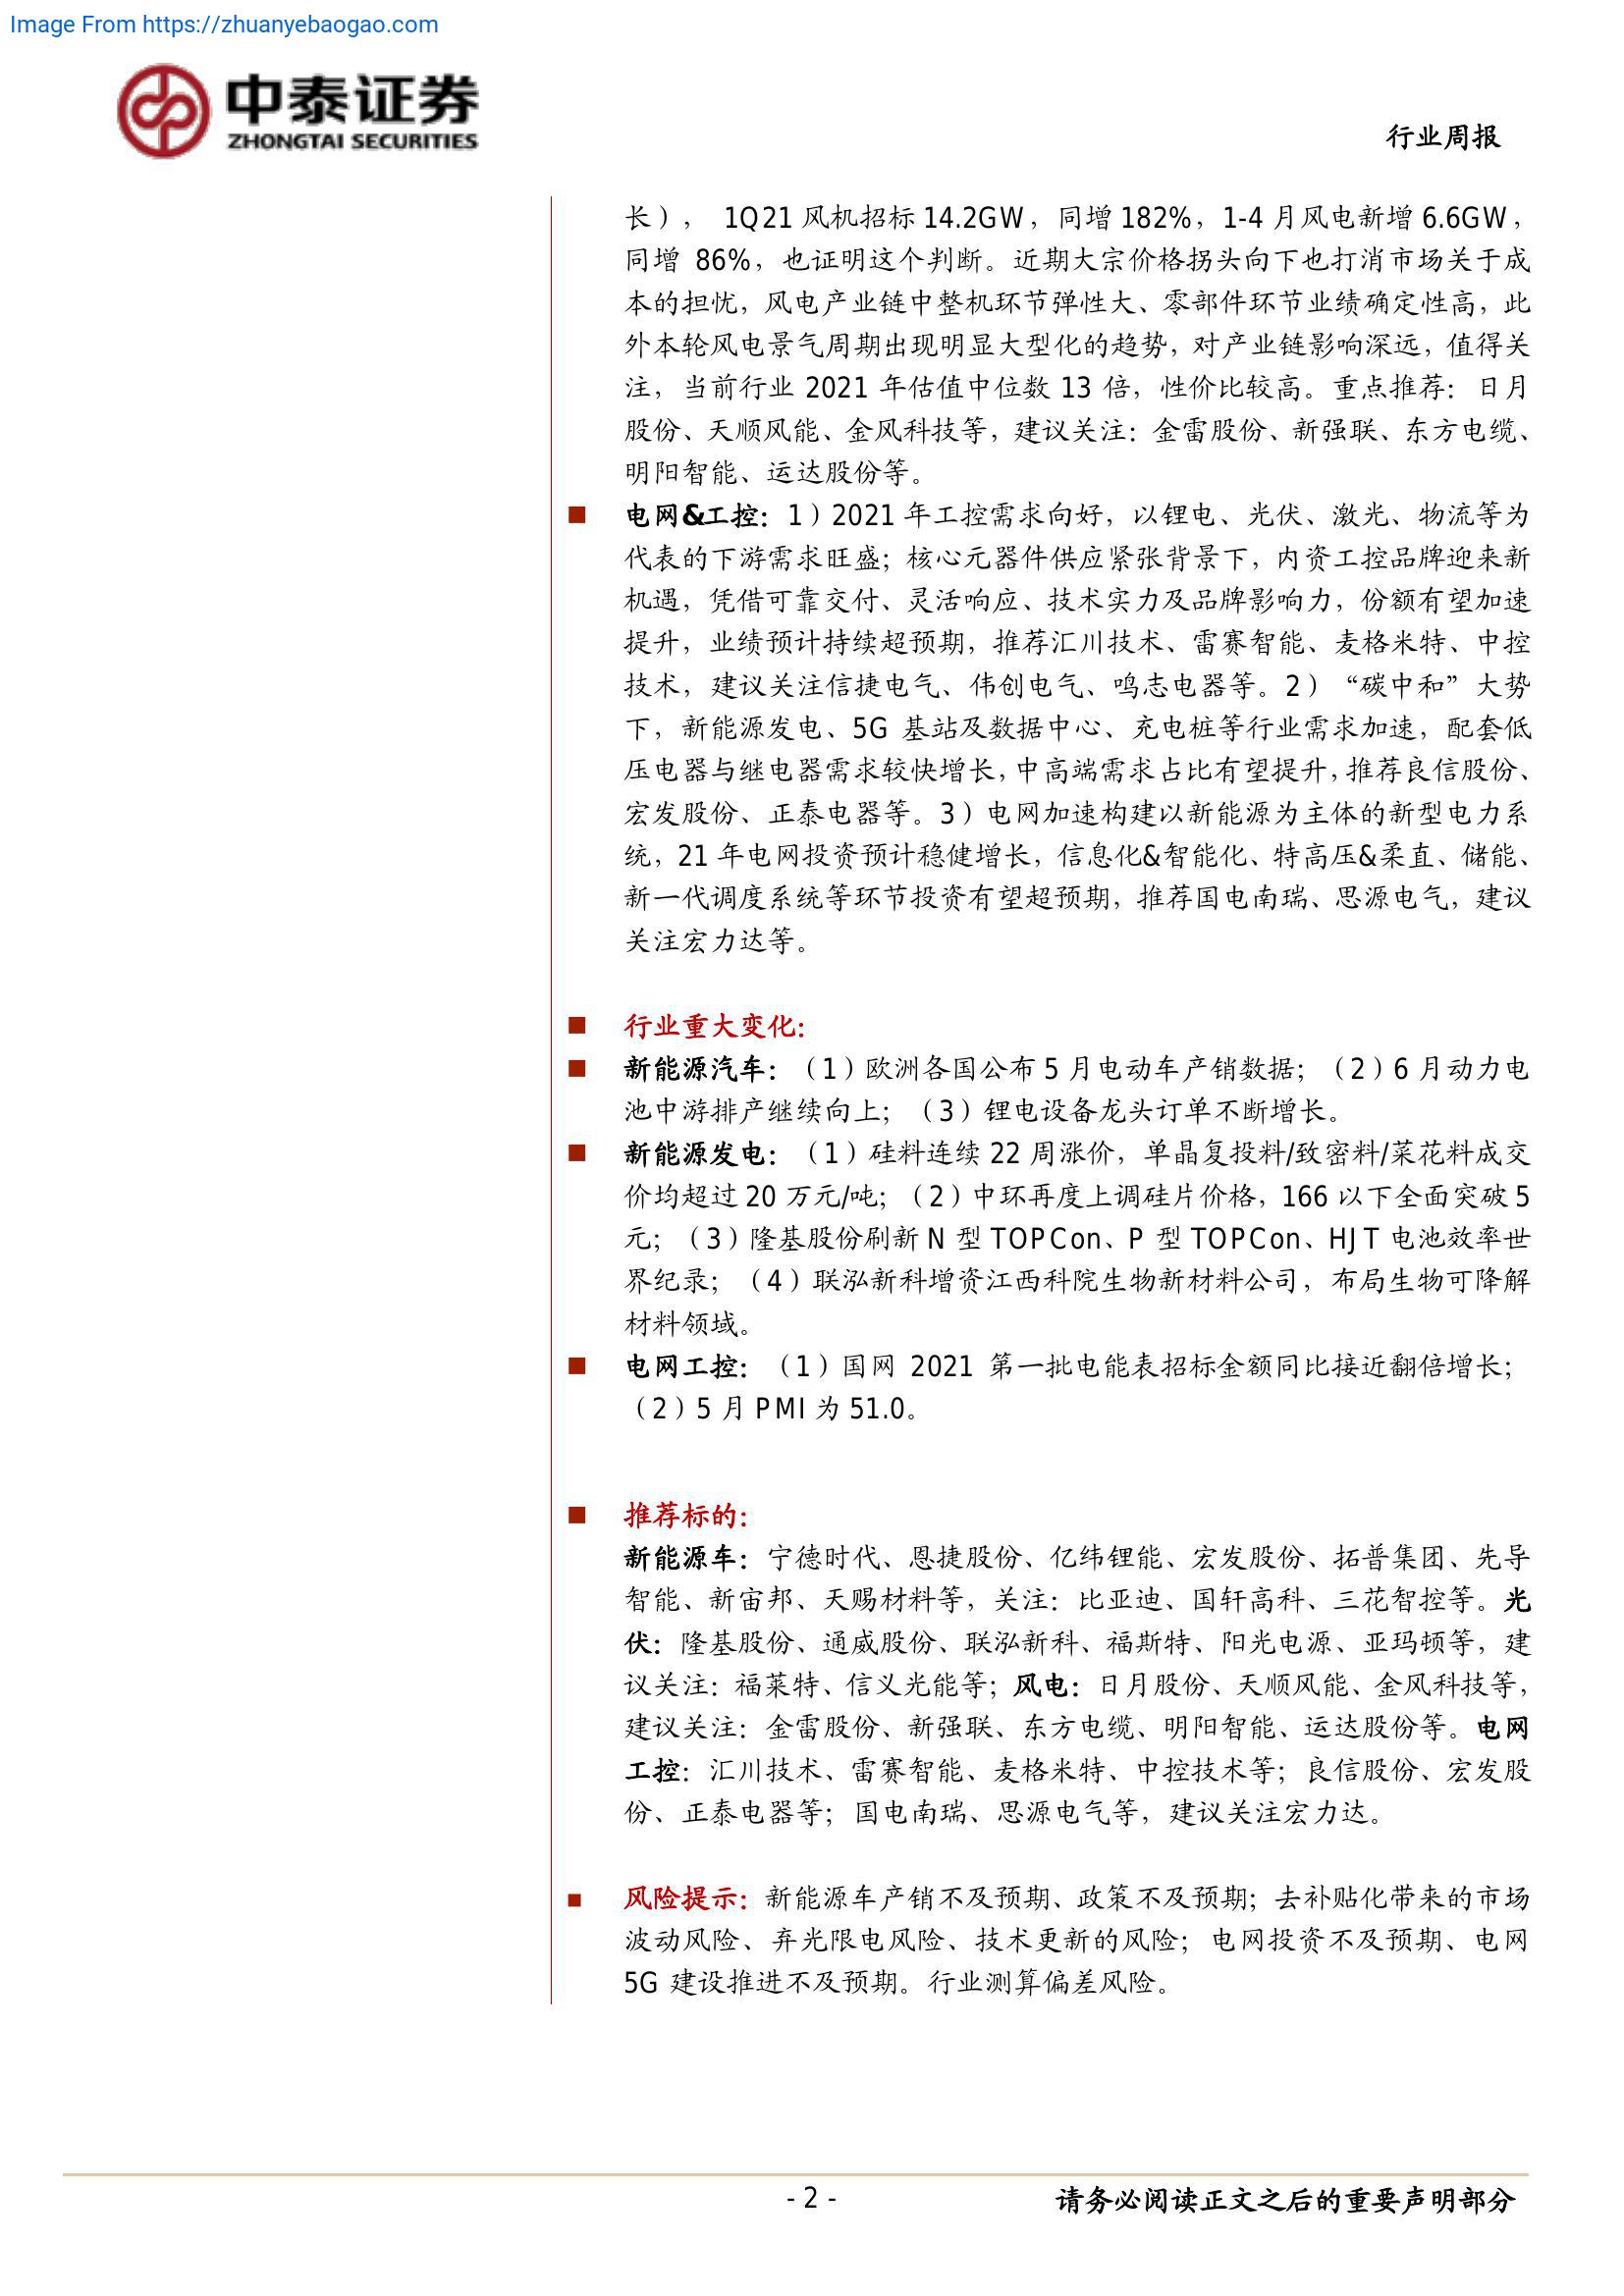 Image From https://zhuanyebaogao.com
中泰证券
ZHONGTAI SECURITIES
行业周报
长）， 1Q21 风机招标 14.2GW，同增 182%，1-4 月风电新增 6.6GW，
同增 86%，也证明这个判断。近期大宗价格拐头向下也打消市场关于成
本的担忧，风电产业链中整机环节弹性大、零部件环节业绩确定性高，此
外本轮风电景气周期出现明显大型化的趋势，对产业链影响深远，值得关
注，当前行业 2021 年估值中位数 13 倍，性价比较高。重点推荐：日月
股份、天顺风能、金风科技等，建议关注：金雷股份、新强联、东方电缆、
明阳智能、运达股份等。
■ 电网&工控：1）2021 年工控需求向好，以锂电、光伏、激光、物流等为
代表的下游需求旺盛；核心元器件供应紧张背景下，内资工控品牌迎来新
机遇，凭借可靠交付、灵活响应、技术实力及品牌影响力，份额有望加速
提升，业绩预计持续超预期，推荐汇川技术、雷赛智能、麦格米特、中控
技术，建议关注信捷电气、伟创电气、鸣志电器等。2）“碳中和”大势
下，新能源发电、5G 基站及数据中心、充电桩等行业需求加速，配套低
压电器与继电器需求较快增长，中高端需求占比有望提升，推荐良信股份、
宏发股份、正泰电器等。3）电网加速构建以新能源为主体的新型电力系
统，21 年电网投资预计稳健增长，信息化&智能化、特高压&柔直、储能、
新一代调度系统等环节投资有望超预期，推荐国电南瑞、思源电气，建议
关注宏力达等。
■ 行业重大变化：
■ 新能源汽车：（1）欧洲各国公布 5 月电动车产销数据；（2）6 月动力电
池中游排产继续向上；（3）锂电设备龙头订单不断增长。
■ 新能源发电：（1）硅料连续 22 周涨价，单晶复投料/致密料/菜花料成交
价均超过 20 万元/吨；（2）中环再度上调硅片价格，166 以下全面突破 5
元；（3）隆基股份刷新 N 型 TOPCon、P 型 TOPCon、HJT 电池效率世
界纪录；（4）联泓新科增资江西科院生物新材料公司，布局生物可降解
材料领域。
■ 电网工控：（1）国网 2021 第一批电能表招标金额同比接近翻倍增长；
（2）5 月 PMI 为 51.0。
■ 推荐标的：
新能源车：宁德时代、恩捷股份、亿纬锂能、宏发股份、拓普集团、先导
智能、新宙邦、天赐材料等，关注：比亚迪、国轩高科、三花智控等。光
伏：隆基股份、通威股份、联泓新科、福斯特、阳光电源、亚玛顿等，建
议关注：福莱特、信义光能等；风电：日月股份、天顺风能、金风科技等，
建议关注：金雷股份、新强联、东方电缆、明阳智能、运达股份等。电网
工控：汇川技术、雷赛智能、麦格米特、中控技术等；良信股份、宏发股
份、正泰电器等；国电南瑞、思源电气等，建议关注宏力达。
■ 风险提示：新能源车产销不及预期、政策不及预期；去补贴化带来的市场
波动风险、弃光限电风险、技术更新的风险；电网投资不及预期、电网
5G 建设推进不及预期。行业测算偏差风险。
- 2 -
请务必阅读正文之后的重要声明部分